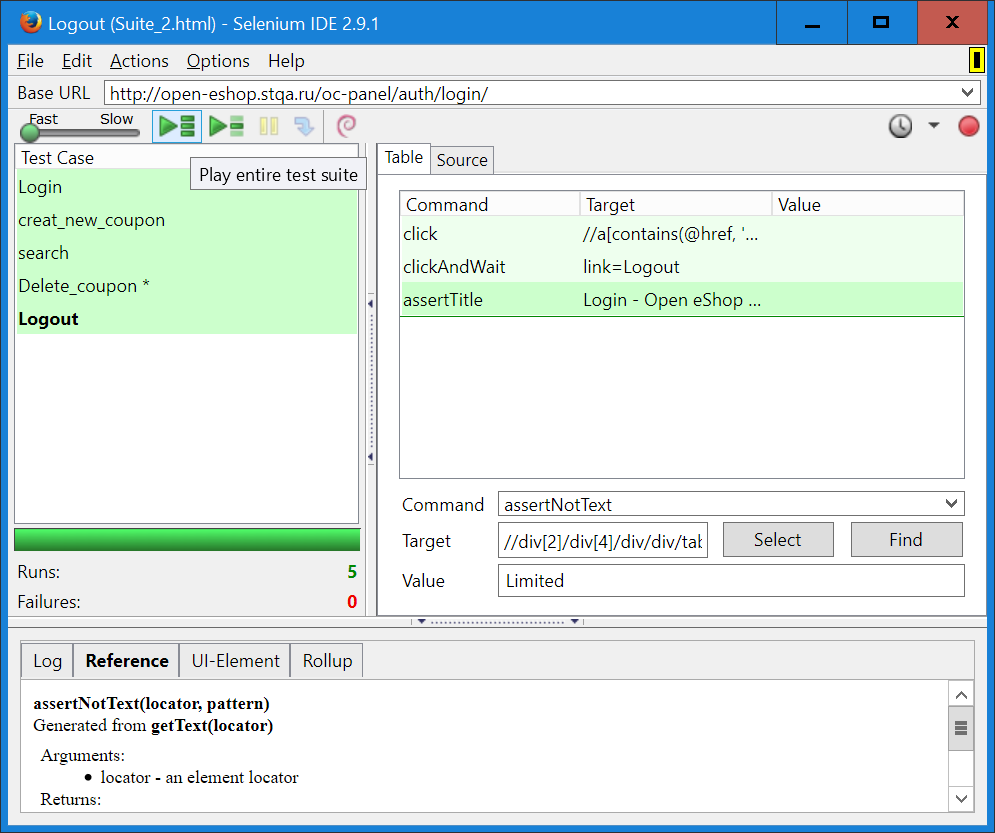 Logout (Suite_2.html) - Selenium IDE 2.9.1
File Edit Actions Options Help
Base URL http://open-eshop.stqa.ru/oc-panel/auth/login/
Fast Slow
Test Case
Play entire test suite
Login
creat_new_coupon
search
Delete_coupon *
Logout
Runs: 5
Failures: 0
Table Source
Command Target Value
click //a[contains(@href, '...
clickAndWait link=Logout
assertTitle Login - Open eShop ...
Command assertNotText
Target //div[2]/div[4]/div/div/tab Select Find
Value Limited
Log Reference UI-Element Rollup
assertNotText(locator, pattern)
Generated from getText(locator)
Arguments:
• locator - an element locator
Returns: